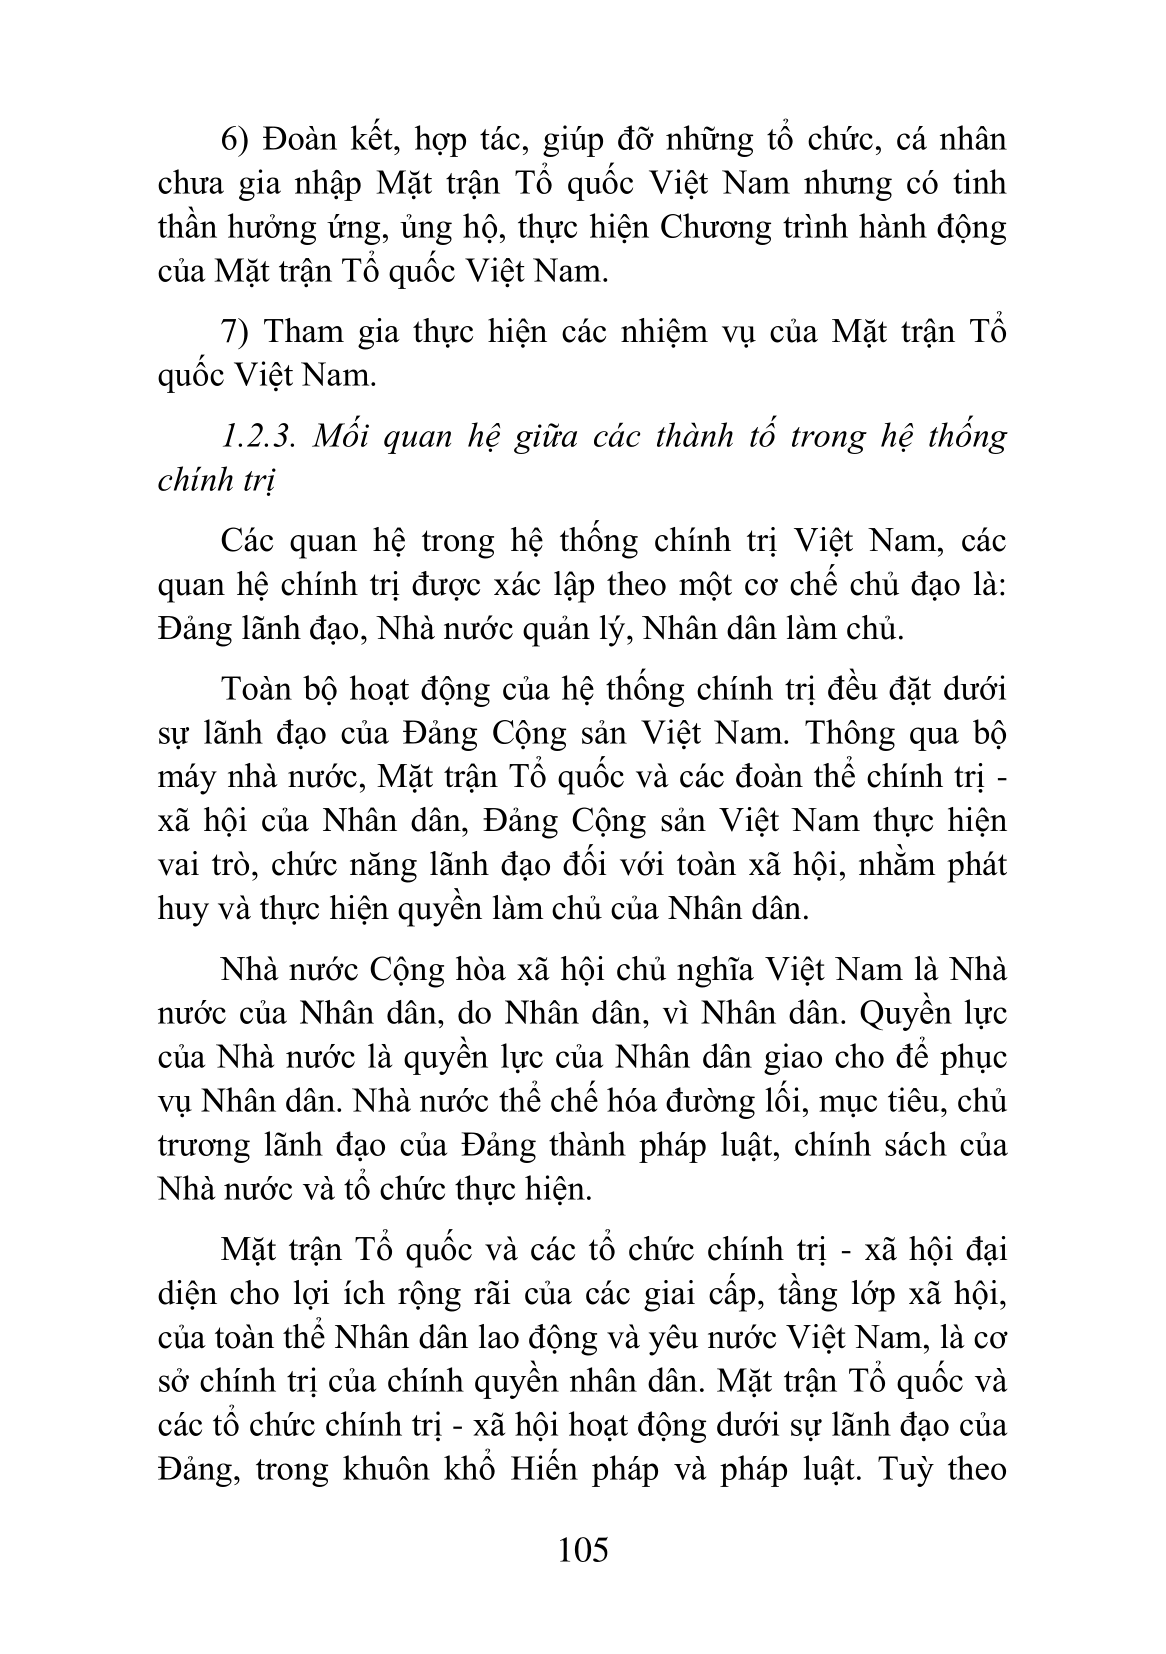 6) Đoàn kết, hợp tác, giúp đỡ những tổ chức, cá nhân
chưa gia nhập Mặt trận Tổ quốc Việt Nam nhưng có tinh
thần hưởng ứng, ủng hộ, thực hiện Chương trình hành động
của Mặt trận Tổ quốc Việt Nam.
7) Tham gia thực hiện các nhiệm vụ của Mặt trận Tổ
quốc Việt Nam.
1.2.3. Mối quan hệ giữa các thành tố trong hệ thống
chính trị
Các quan hệ trong hệ thống chính trị Việt Nam, các
quan hệ chính trị được xác lập theo một cơ chế chủ đạo là:
Đảng lãnh đạo, Nhà nước quản lý, Nhân dân làm chủ.
Toàn bộ hoạt động của hệ thống chính trị đều đặt dưới
sự lãnh đạo của Đảng Cộng sản Việt Nam. Thông qua bộ
máy nhà nước, Mặt trận Tổ quốc và các đoàn thể chính trị -
xã hội của Nhân dân, Đảng Cộng sản Việt Nam thực hiện
vai trò, chức năng lãnh đạo đối với toàn xã hội, nhằm phát
huy và thực hiện quyền làm chủ của Nhân dân.
Nhà nước Cộng hòa xã hội chủ nghĩa Việt Nam là Nhà
nước của Nhân dân, do Nhân dân, vì Nhân dân. Quyền lực
của Nhà nước là quyền lực của Nhân dân giao cho để phục
vụ Nhân dân. Nhà nước thể chế hóa đường lối, mục tiêu, chủ
trương lãnh đạo của Đảng thành pháp luật, chính sách của
Nhà nước và tổ chức thực hiện.
Mặt trận Tổ quốc và các tổ chức chính trị - xã hội đại
diện cho lợi ích rộng rãi của các giai cấp, tầng lớp xã hội,
của toàn thể Nhân dân lao động và yêu nước Việt Nam, là cơ
sở chính trị của chính quyền nhân dân. Mặt trận Tổ quốc và
các tổ chức chính trị - xã hội hoạt động dưới sự lãnh đạo của
Đảng, trong khuôn khổ Hiến pháp và pháp luật. Tuỳ theo
105